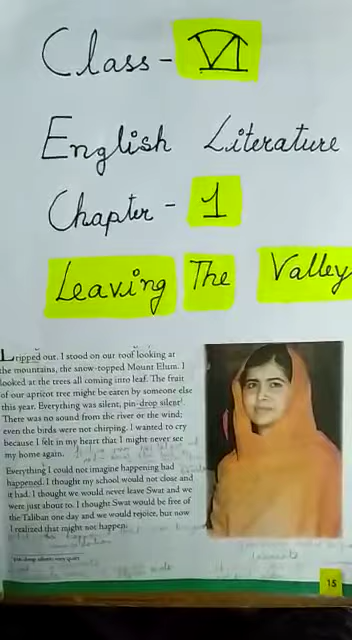 Class - VI
English Literature
Chapter - 1
Leaving The Valley
Lripped out. I stood on our roof looking at
the mountains, the snow-topped Mount Elum. I
looked at the trees all coming into leaf. The fruit
of our apricot tree might be eaten by someone else
this year. Everything was silent, pin-drop silent¹.
There was no sound from the river or the wind;
even the birds were not chirping. I wanted to cry
because I felt in my heart that I might never see
my home again.
Everything I could not imagine happening had
happened. I thought my school would not close and
it had. I thought we would never leave Swat and we
were just about to. I thought Swat would be free of
the Taliban one day and we would rejoice, but now
I realized that might not happen.
pin-drop silent: very quiet
15